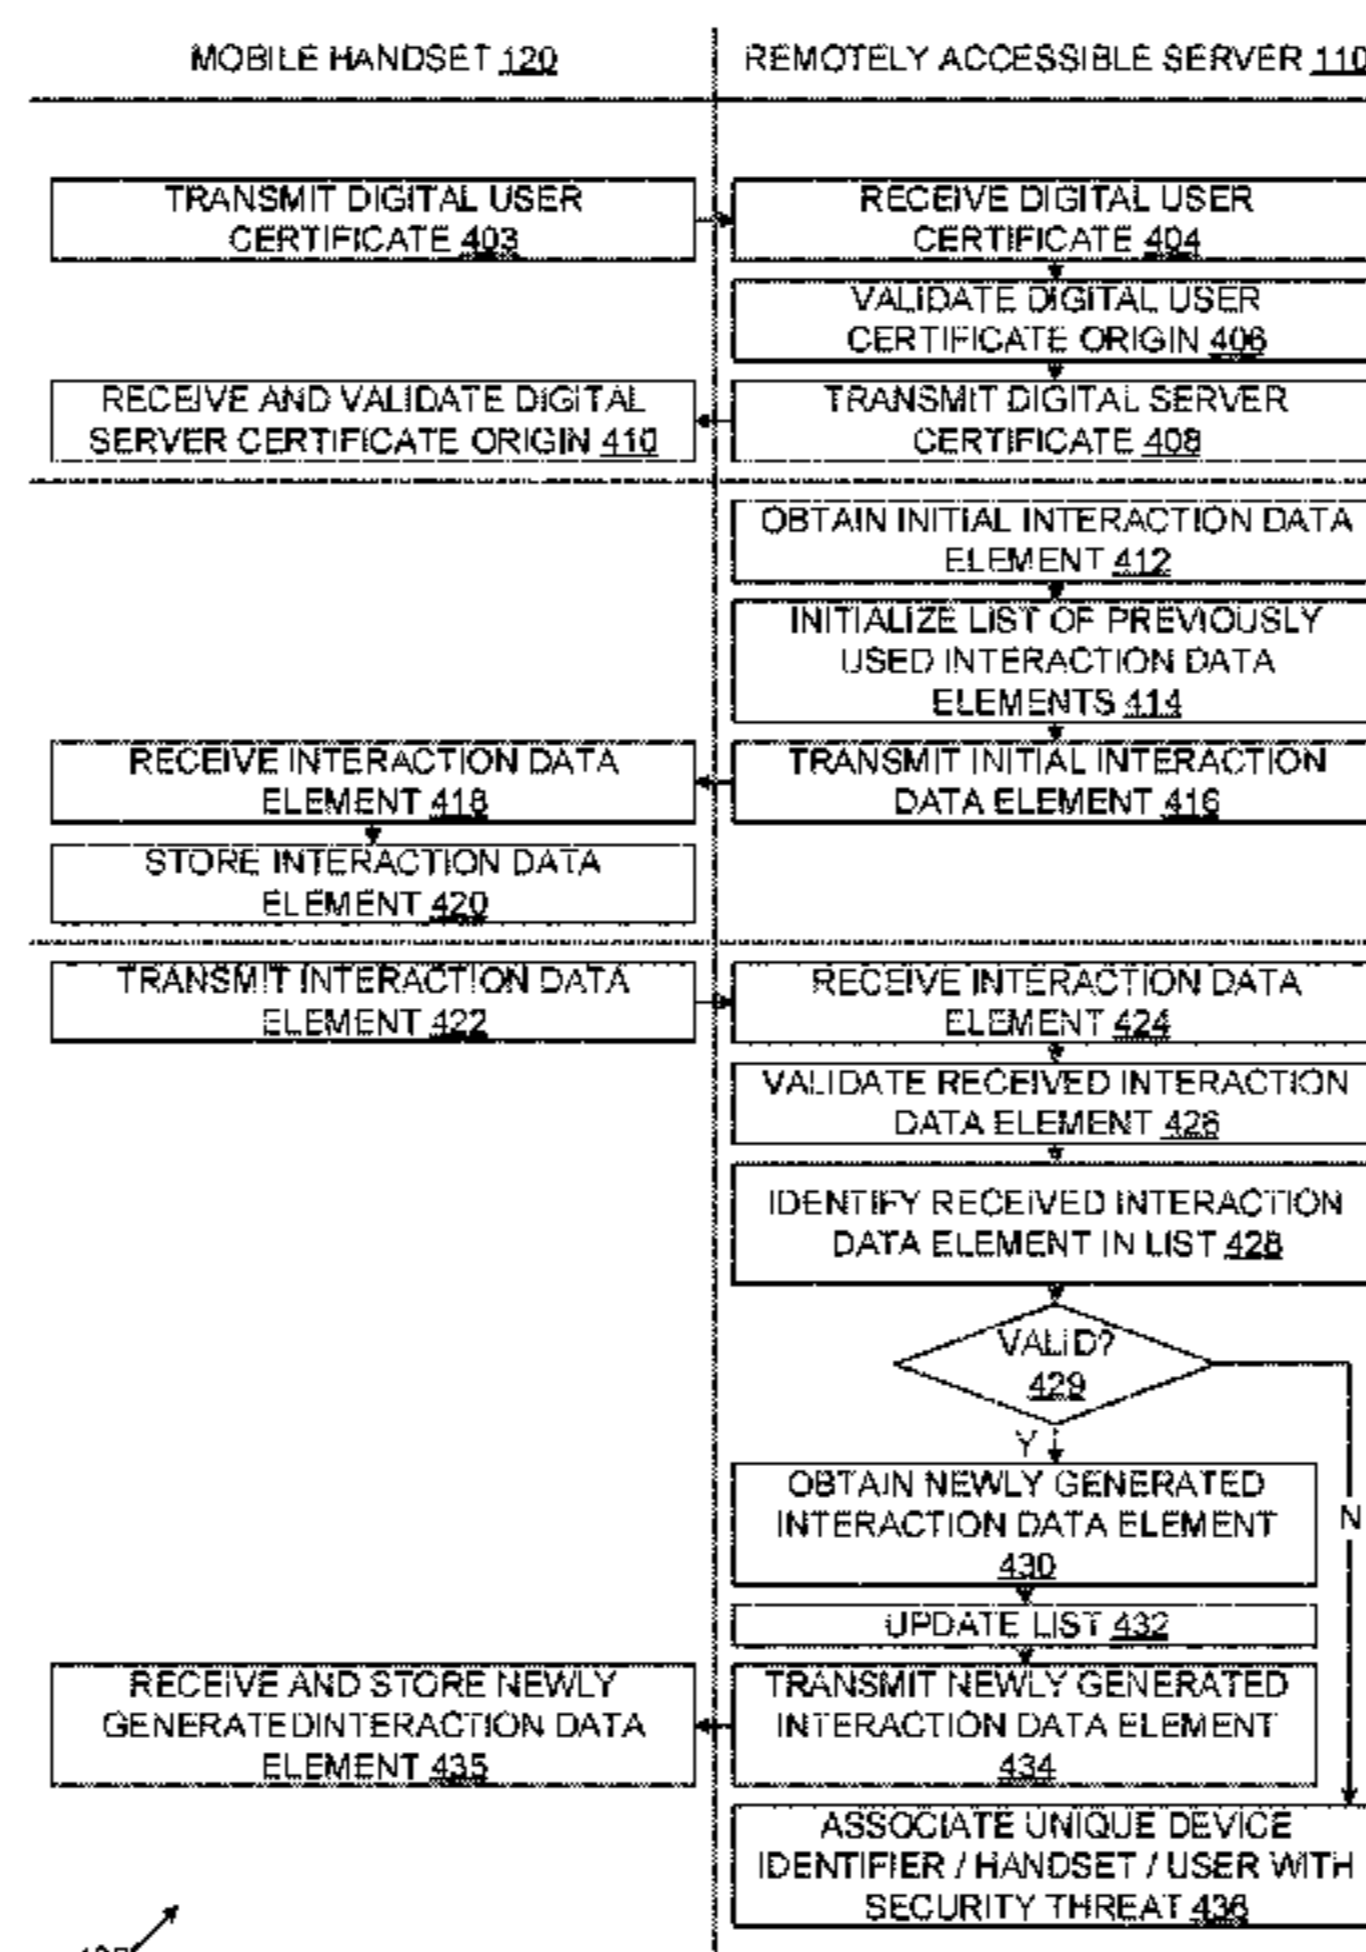 MOBILE HANDSET 120
REMOTELY ACCESSIBLE SERVER 110
TRANSMIT DIGITAL USER
CERTIFICATE 403
RECEIVE DIGITAL USER
CERTIFICATE 404
VALIDATE DIGITAL USER
CERTIFICATE ORIGIN 406
TRANSMIT DIGITAL SERVER
CERTIFICATE 408
RECEIVE AND VALIDATE DIGITAL
SERVER CERTIFICATE ORIGIN 410
OBTAIN INITIAL INTERACTION DATA
ELEMENT 412
INITIALIZE LIST OF PREVIOUSLY
USED INTERACTION DATA
ELEMENTS 414
TRANSMIT INITIAL INTERACTION
DATA ELEMENT 416
RECEIVE INTERACTION DATA
ELEMENT 418
STORE INTERACTION DATA
ELEMENT 420
TRANSMIT INTERACTION DATA
ELEMENT 422
RECEIVE INTERACTION DATA
ELEMENT 424
VALIDATE RECEIVED INTERACTION
DATA ELEMENT 426
IDENTIFY RECEIVED INTERACTION
DATA ELEMENT IN LIST 428
VALID?
429
Y
N
OBTAIN NEWLY GENERATED
INTERACTION DATA ELEMENT
430
UPDATE LIST 432
TRANSMIT NEWLY GENERATED
INTERACTION DATA ELEMENT
434
RECEIVE AND STORE NEWLY
GENERATEDINTERACTION DATA
ELEMENT 435
ASSOCIATE UNIQUE DEVICE
IDENTIFIER / HANDSET / USER WITH
SECURITY THREAT 436